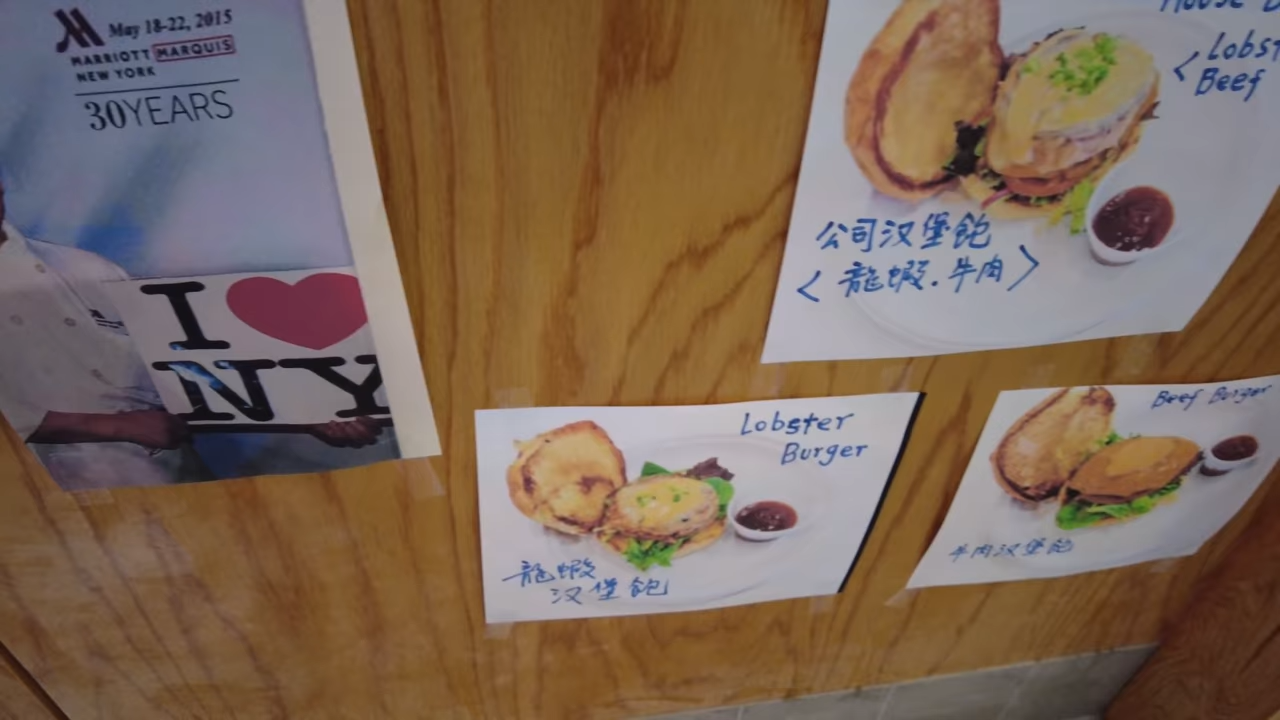 May 18-22, 2015
MARRIOTT MARQUIS
NEW YORK
30YEARS
I
NY
Beef
公司汉堡飽
< 龍蝦.牛肉 >
Lobster
Burger
龍蝦
汉堡飽
Beef Burger
牛肉汉堡飽